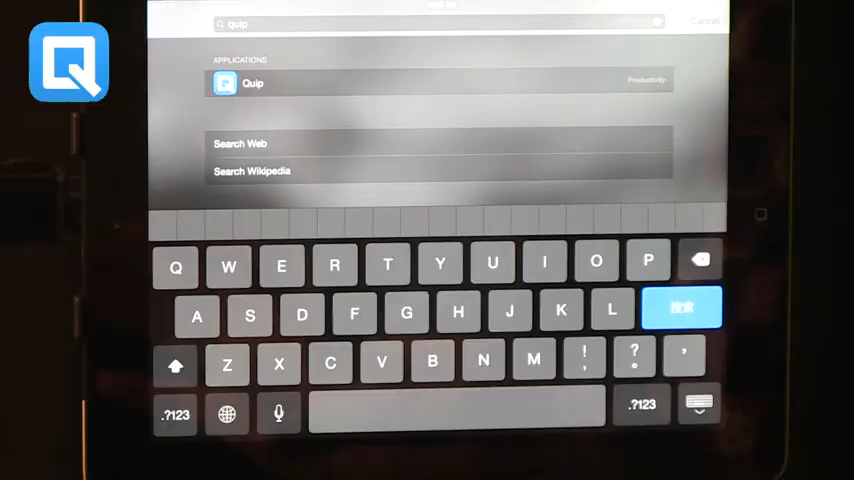 quip
Cancel
APPLICATIONS
Quip
Productivity
Search Web
Search Wikipedia
Q W E R T Y U I O P
A S D F G H J K L 搜索
Z X C V B N M ! , ? 。 '
.?123 .?123